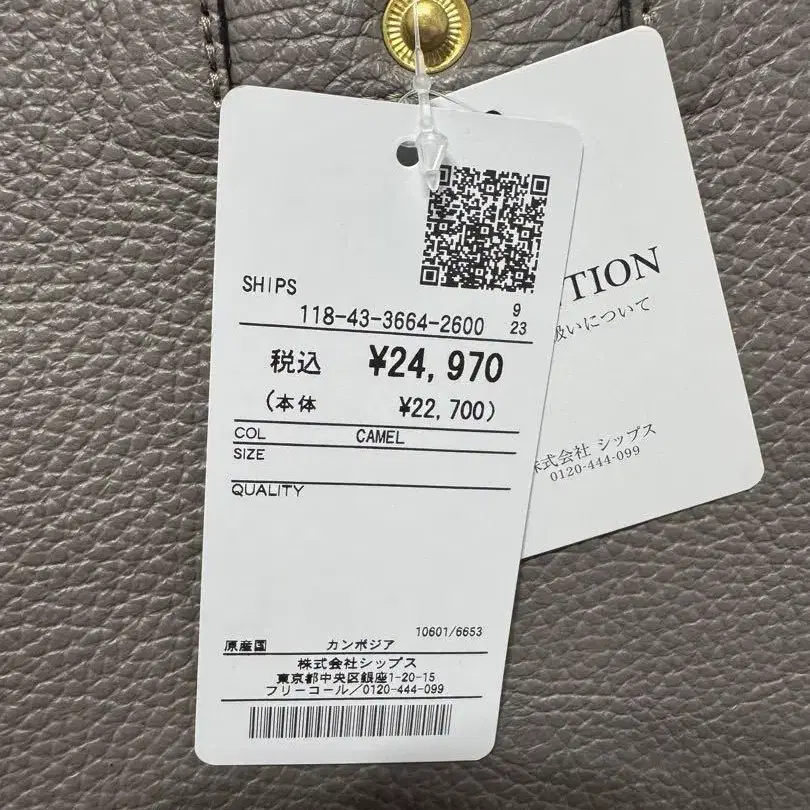 SHIPS
118-43-3664-2600
9
23
税込 ¥24,970
(本体 ¥22,700)
COL CAMEL
SIZE
QUALITY
10601/6653
原産国 カンボジア
株式会社シップス
東京都中央区銀座1-20-15
フリーコール/0120-444-099
TION
扱いについて
株式会社 シップス
0120-444-099